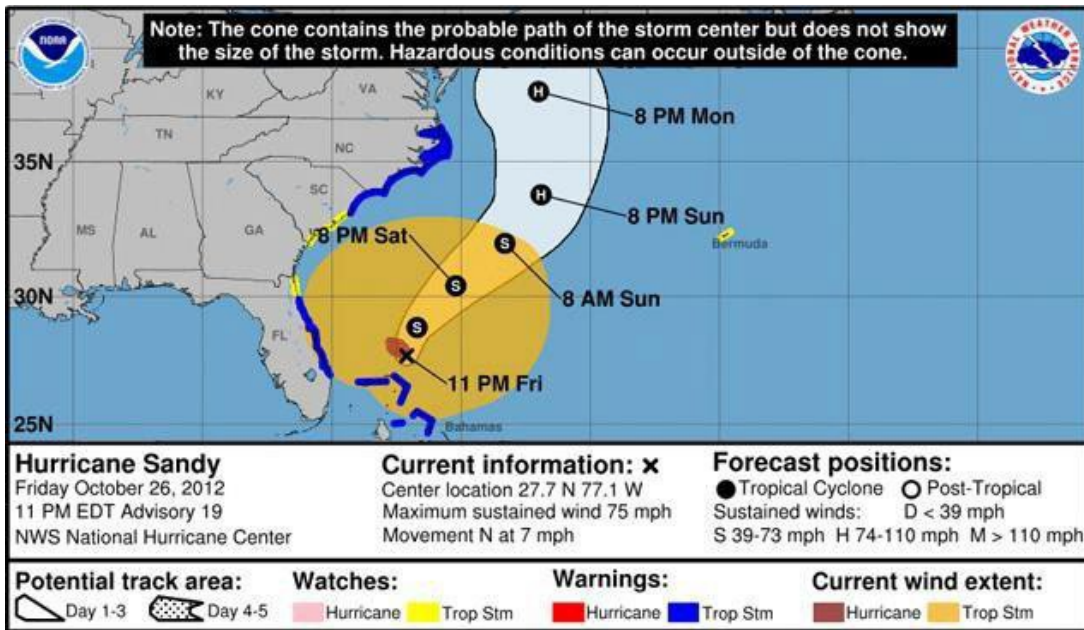 Note: The cone contains the probable path of the storm center but does not show
the size of the storm. Hazardous conditions can occur outside of the cone.
NOAA
NATIONAL WEATHER SERVICE
KY
VA
8 PM Mon
TN
NC
35N
SC
8 PM Sun
MS
AL
GA
8 PM Sat
Bermuda
H
H
S
S
S
30N
8 AM Sun
FL
11 PM Fri
25N
Bahamas
Hurricane Sandy
Friday October 26, 2012
11 PM EDT Advisory 19
NWS National Hurricane Center
Current information: ×
Center location 27.7 N 77.1 W
Maximum sustained wind 75 mph
Movement N at 7 mph
Forecast positions:
Tropical Cyclone Post-Tropical
Sustained winds: D < 39 mph
S 39-73 mph H 74-110 mph M > 110 mph
Potential track area:
Day 1-3 Day 4-5
Watches:
Hurricane Trop Stm
Warnings:
Hurricane Trop Stm
Current wind extent:
Hurricane Trop Stm